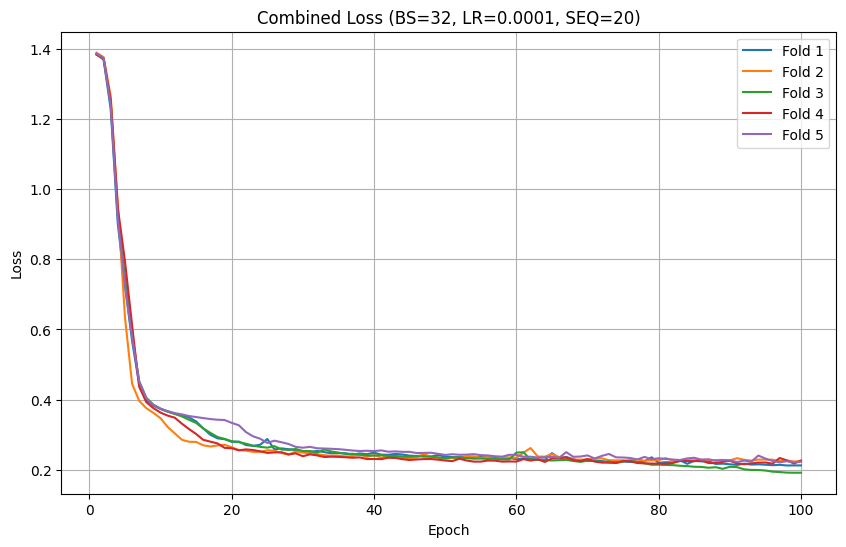 Combined Loss (BS=32, LR=0.0001, SEQ=20)
Fold 1
Fold 2
Fold 3
Fold 4
Fold 5
Loss
1.4
1.2
1.0
0.8
0.6
0.4
0.2
0 20 40 60 80 100
Epoch